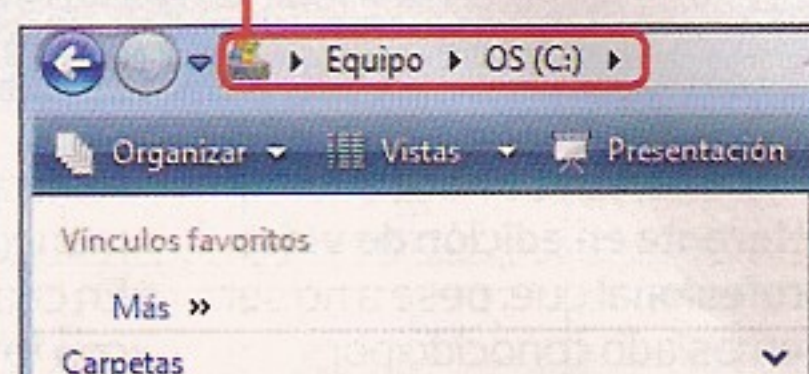 Equipo OS (C:)
Organizar Vistas Presentación
Vínculos favoritos
Más »
Carpetas